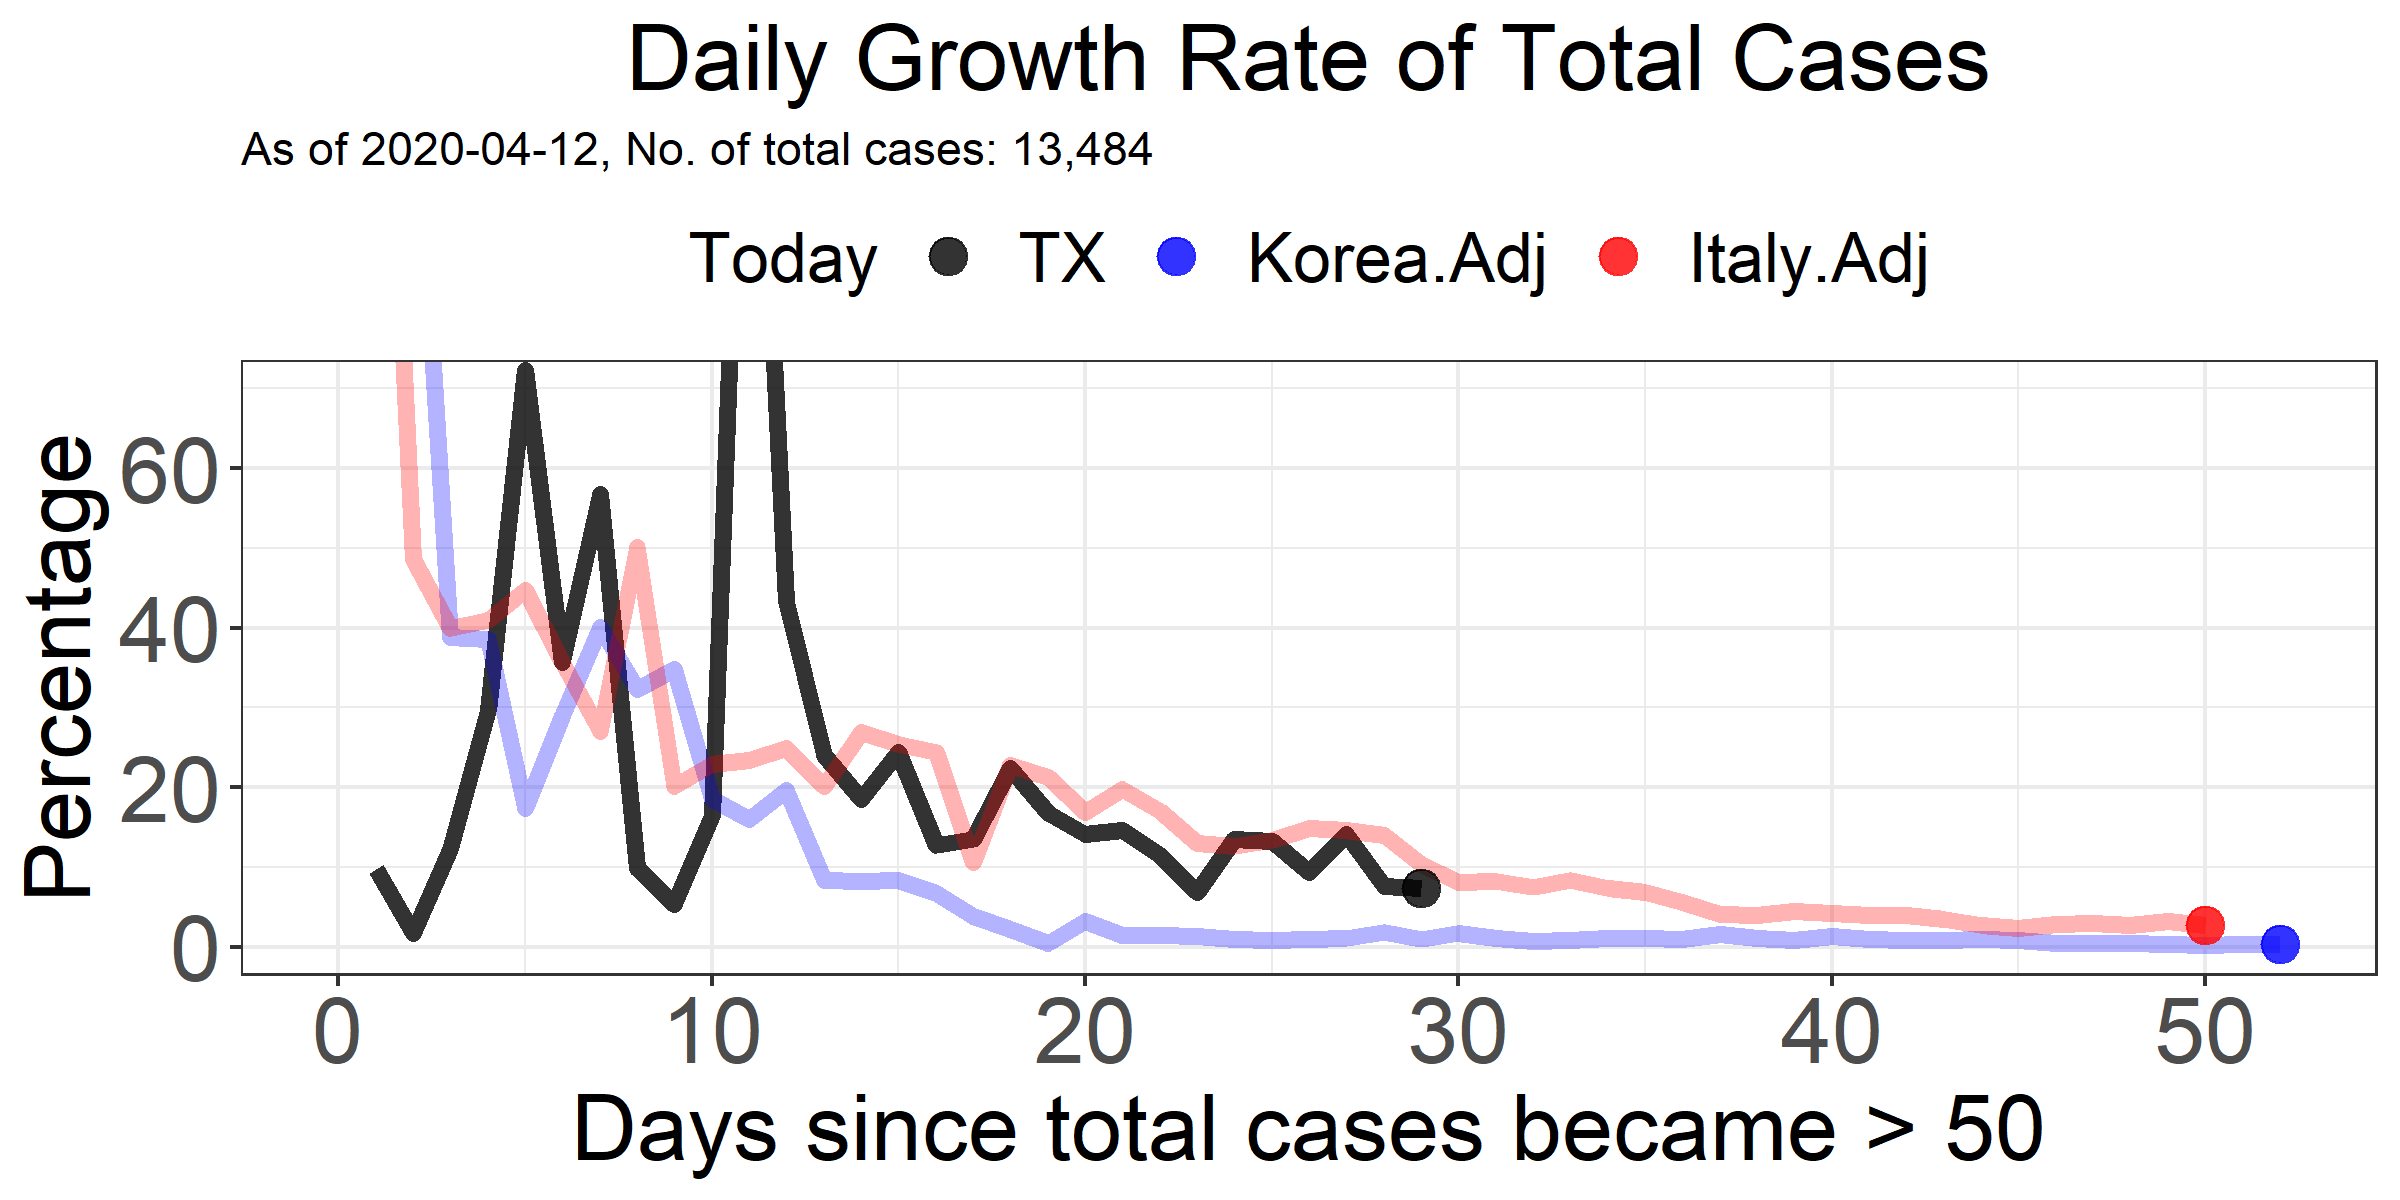 Daily Growth Rate of Total Cases
As of 2020-04-12, No. of total cases: 13,484
Today TX Korea.Adj Italy.Adj
Percentage
60
40
20
0
0 10 20 30 40 50
Days since total cases became > 50